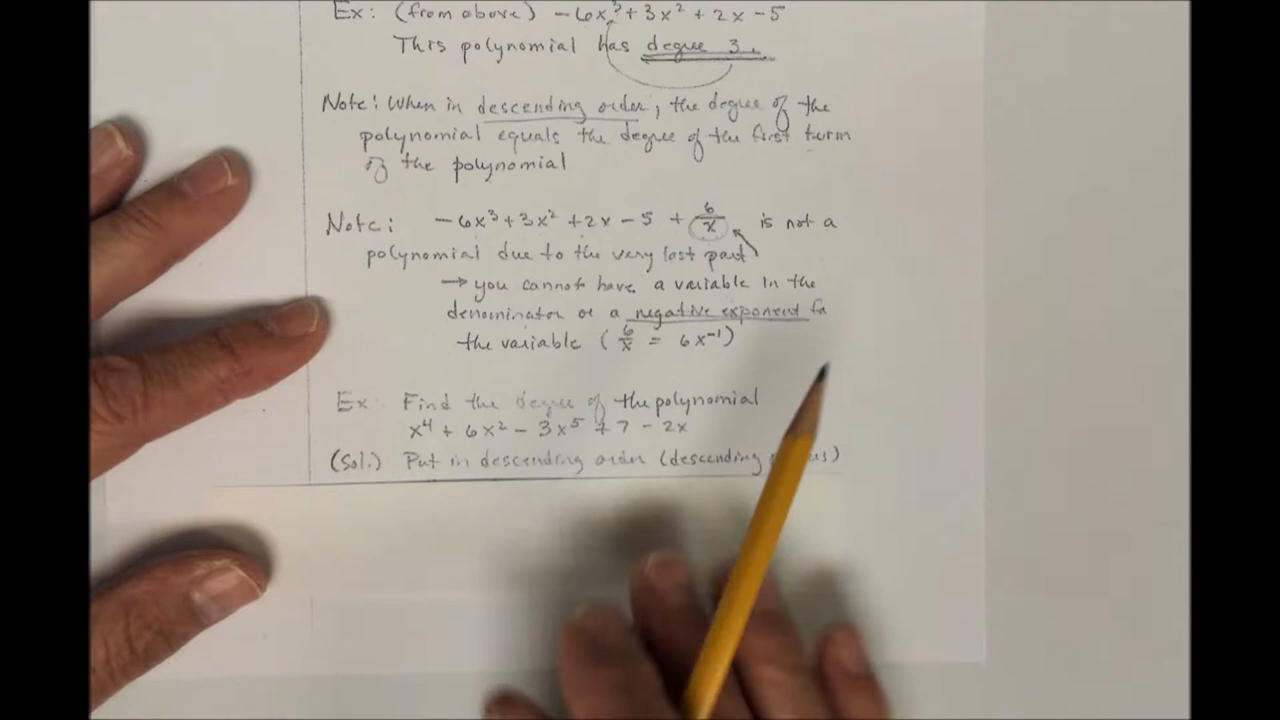 Ex: (from above) -6x³+3x²+2x-5
This polynomial has degree 3.
Note: When in descending order, the degree of the
polynomial equals the degree of the first term
of the polynomial
Note: -6x³+3x²+2x-5 + 6/x is not a
polynomial due to the very last part
→ you cannot have a variable in the
denominator or a negative exponent fo
the variable (6/x = 6x⁻¹)
Ex: Find the degree of the polynomial
x⁴ + 6x² - 3x⁵ + 7 - 2x
(Sol.) Put in descending order (descending